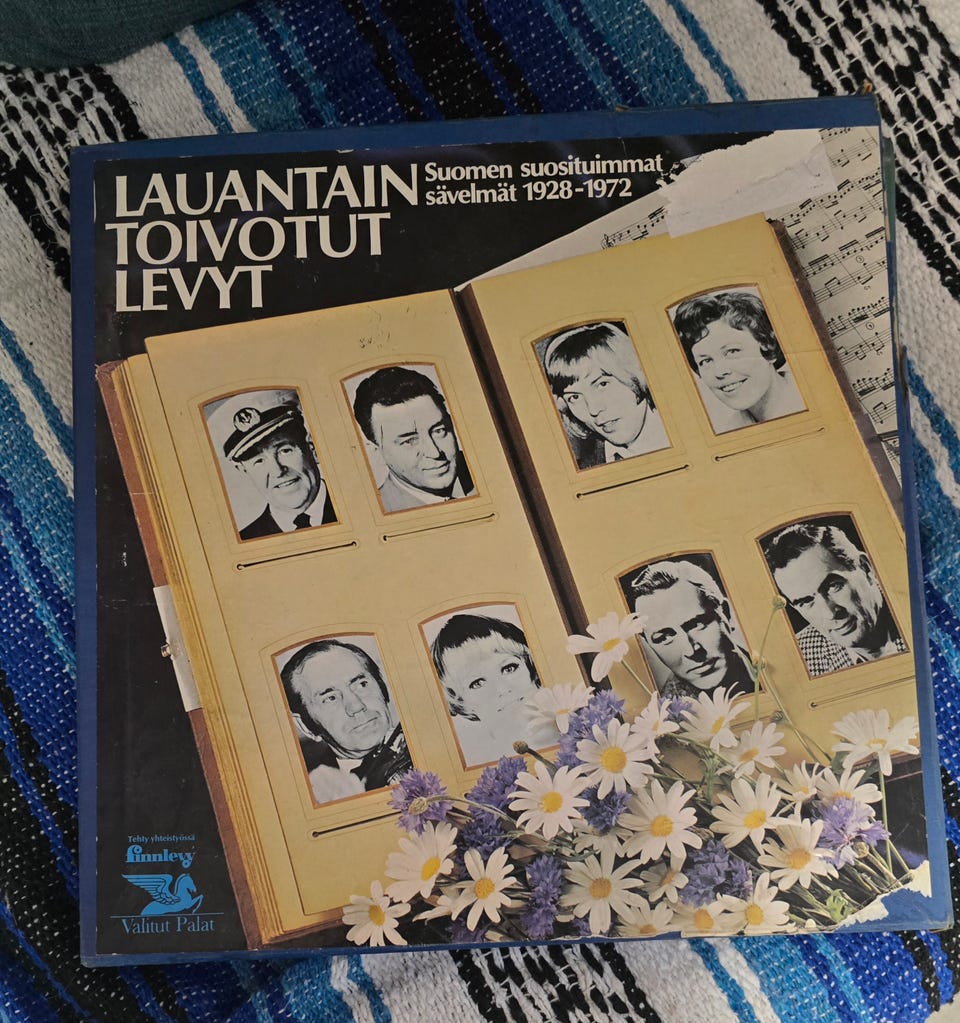 LAUANTAIN
TOIVOTUT
LEVYT
Suomen suosituimmat
sävelmät 1928-1972
Tehty yhteistyössä
finnlevy
Valitut Palat